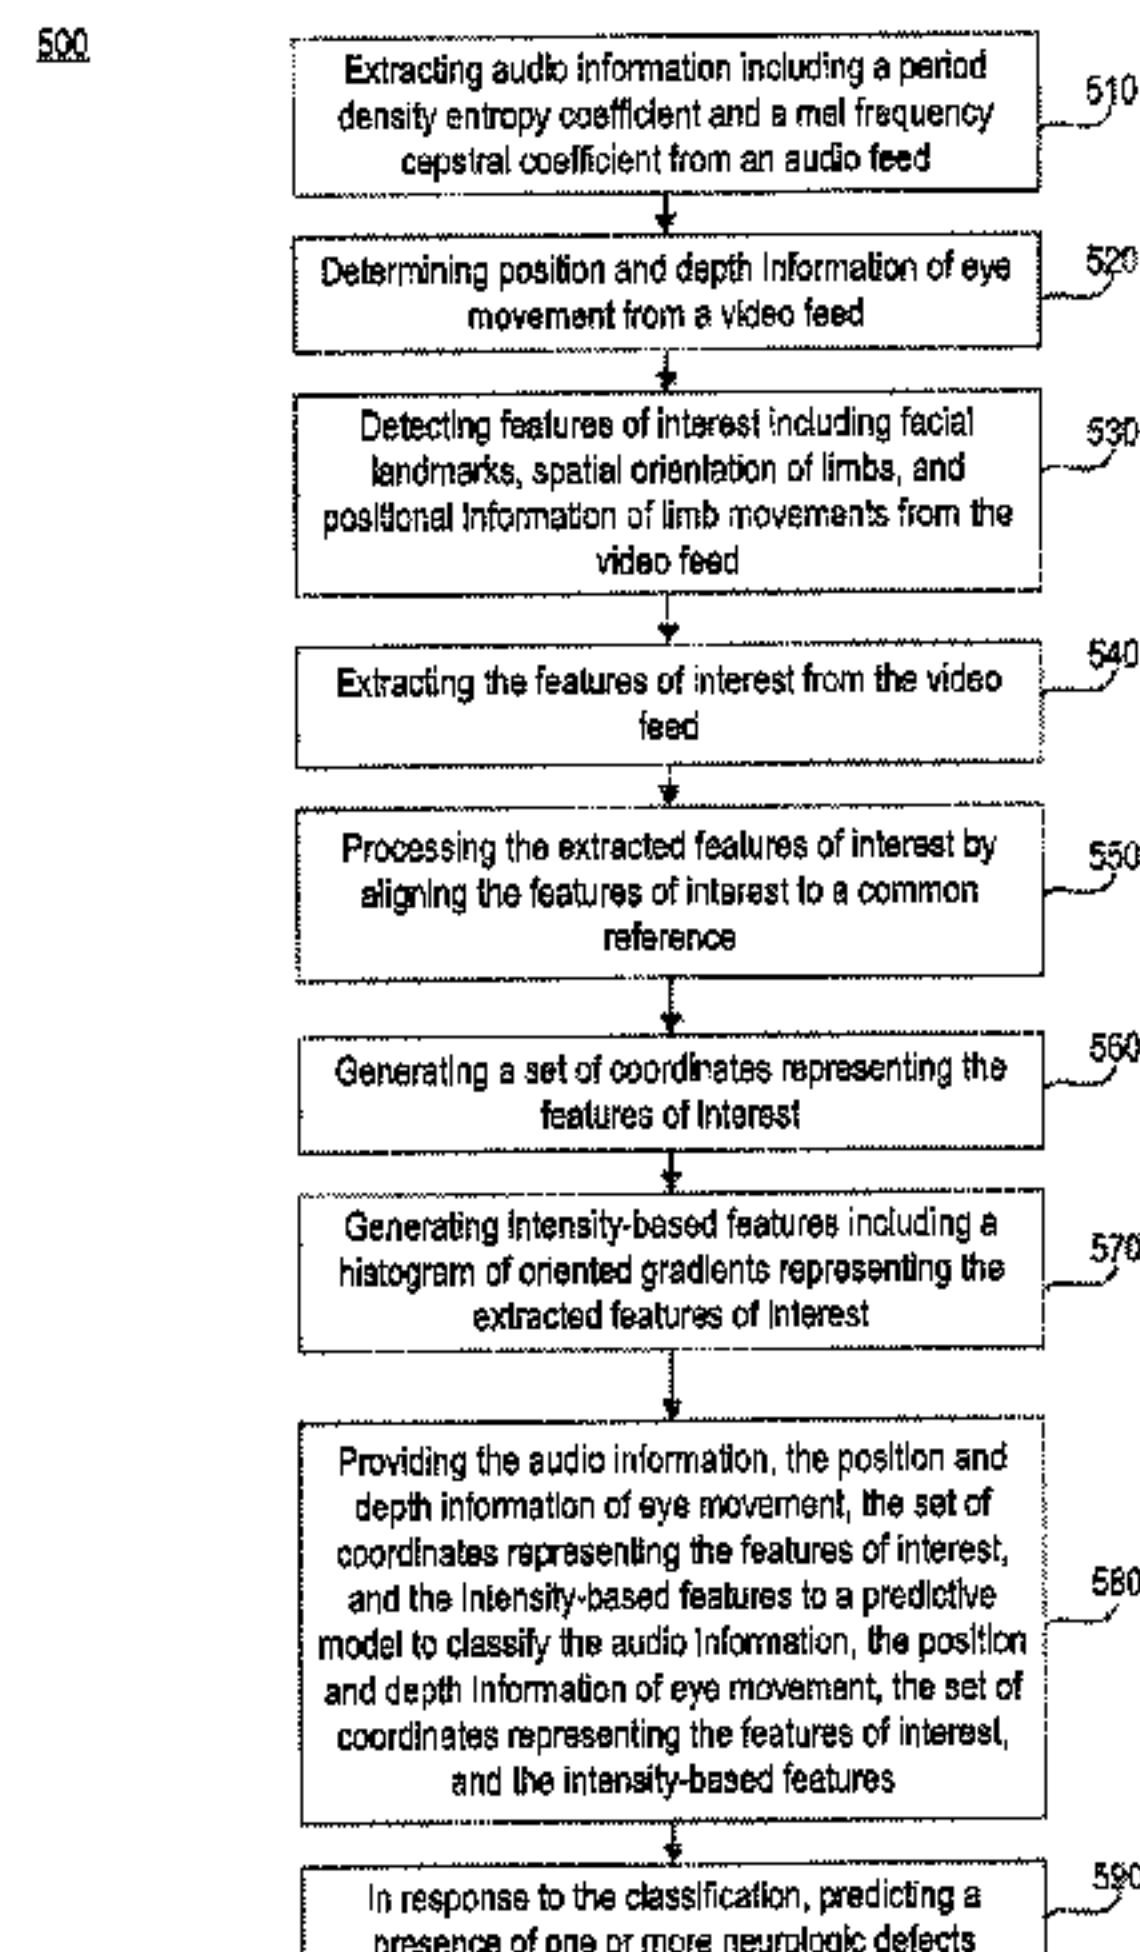 500
Extracting audio information including a period
density entropy coefficient and a mel frequency
cepstral coefficient from an audio feed
510
Determining position and depth information of eye
movement from a video feed
520
Detecting features of interest including facial
landmarks, spatial orientation of limbs, and
positional information of limb movements from the
video feed
530
Extracting the features of interest from the video
feed
540
Processing the extracted features of interest by
aligning the features of interest to a common
reference
550
Generating a set of coordinates representing the
features of interest
560
Generating intensity-based features including a
histogram of oriented gradients representing the
extracted features of interest
570
Providing the audio information, the position and
depth information of eye movement, the set of
coordinates representing the features of interest,
and the intensity-based features to a predictive
model to classify the audio information, the position
and depth information of eye movement, the set of
coordinates representing the features of interest,
and the intensity-based features
580
In response to the classification, predicting a
presence of one or more neurologic defects
590